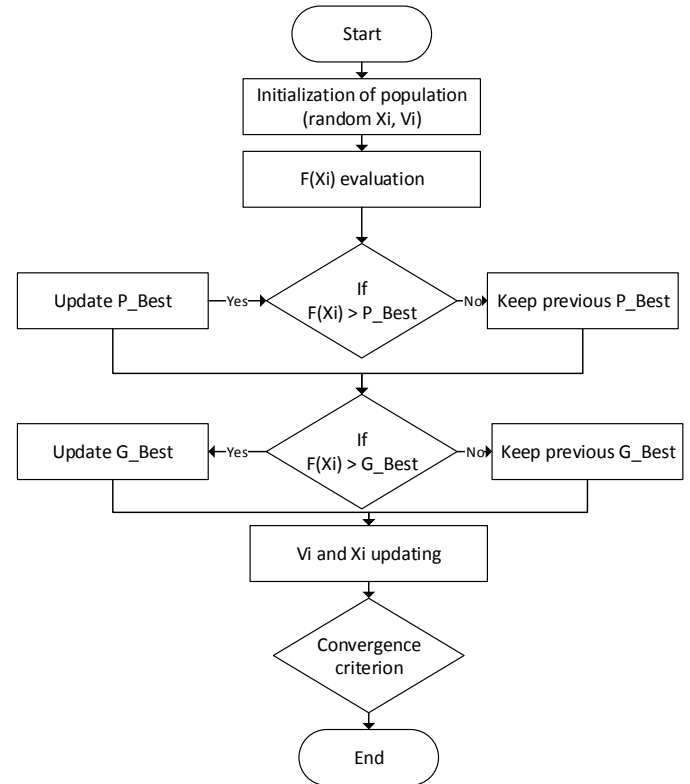 Start
Initialization of population
(random Xi, Vi)
F(Xi) evaluation
If
F(Xi) > P_Best
Update P_Best
Yes
No
Keep previous P_Best
If
F(Xi) > G_Best
Update G_Best
Yes
No
Keep previous G_Best
Vi and Xi updating
Convergence
criterion
End